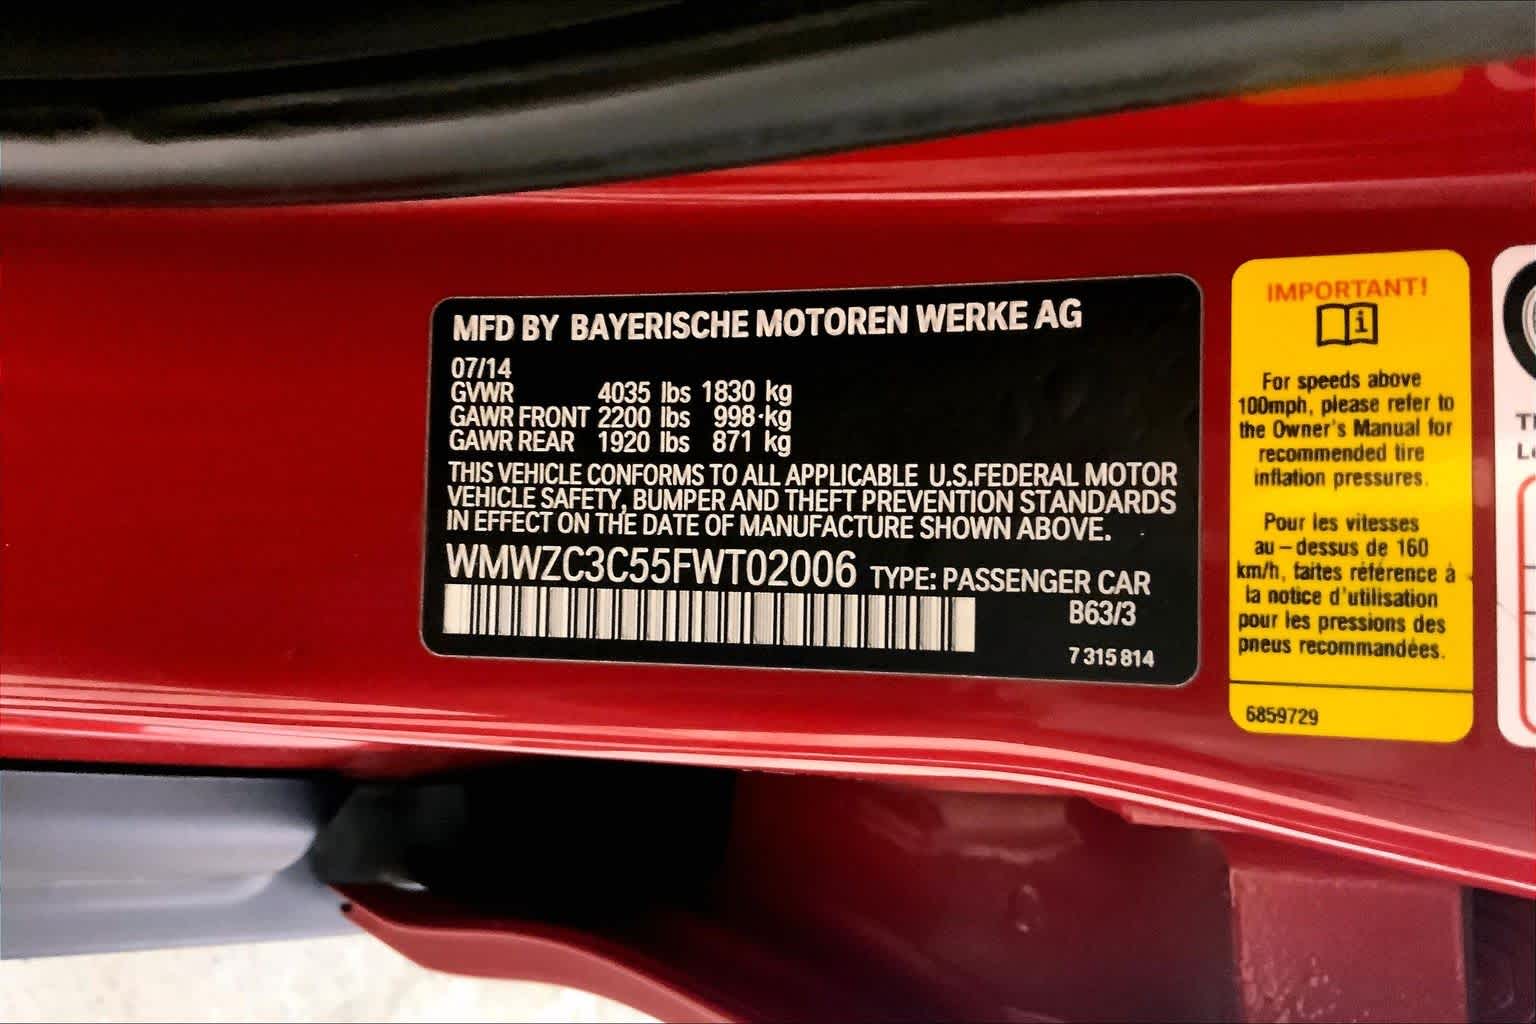 MFD BY BAYERISCHE MOTOREN WERKE AG
07/14
GVWR 4035 lbs 1830 kg
GAWR FRONT 2200 lbs 998 kg
GAWR REAR 1920 lbs 871 kg
THIS VEHICLE CONFORMS TO ALL APPLICABLE U.S.FEDERAL MOTOR
VEHICLE SAFETY, BUMPER AND THEFT PREVENTION STANDARDS
IN EFFECT ON THE DATE OF MANUFACTURE SHOWN ABOVE.
WMWZC3C55FWT02006 TYPE: PASSENGER CAR
B63/3
7 315 814
IMPORTANT!
i
For speeds above
100mph, please refer to
the Owner's Manual for
recommended tire
inflation pressures.
Pour les vitesses
au-dessus de 160
km/h, faites référence à
la notice d'utilisation
pour les pressions des
pneus recommandées.
6859729